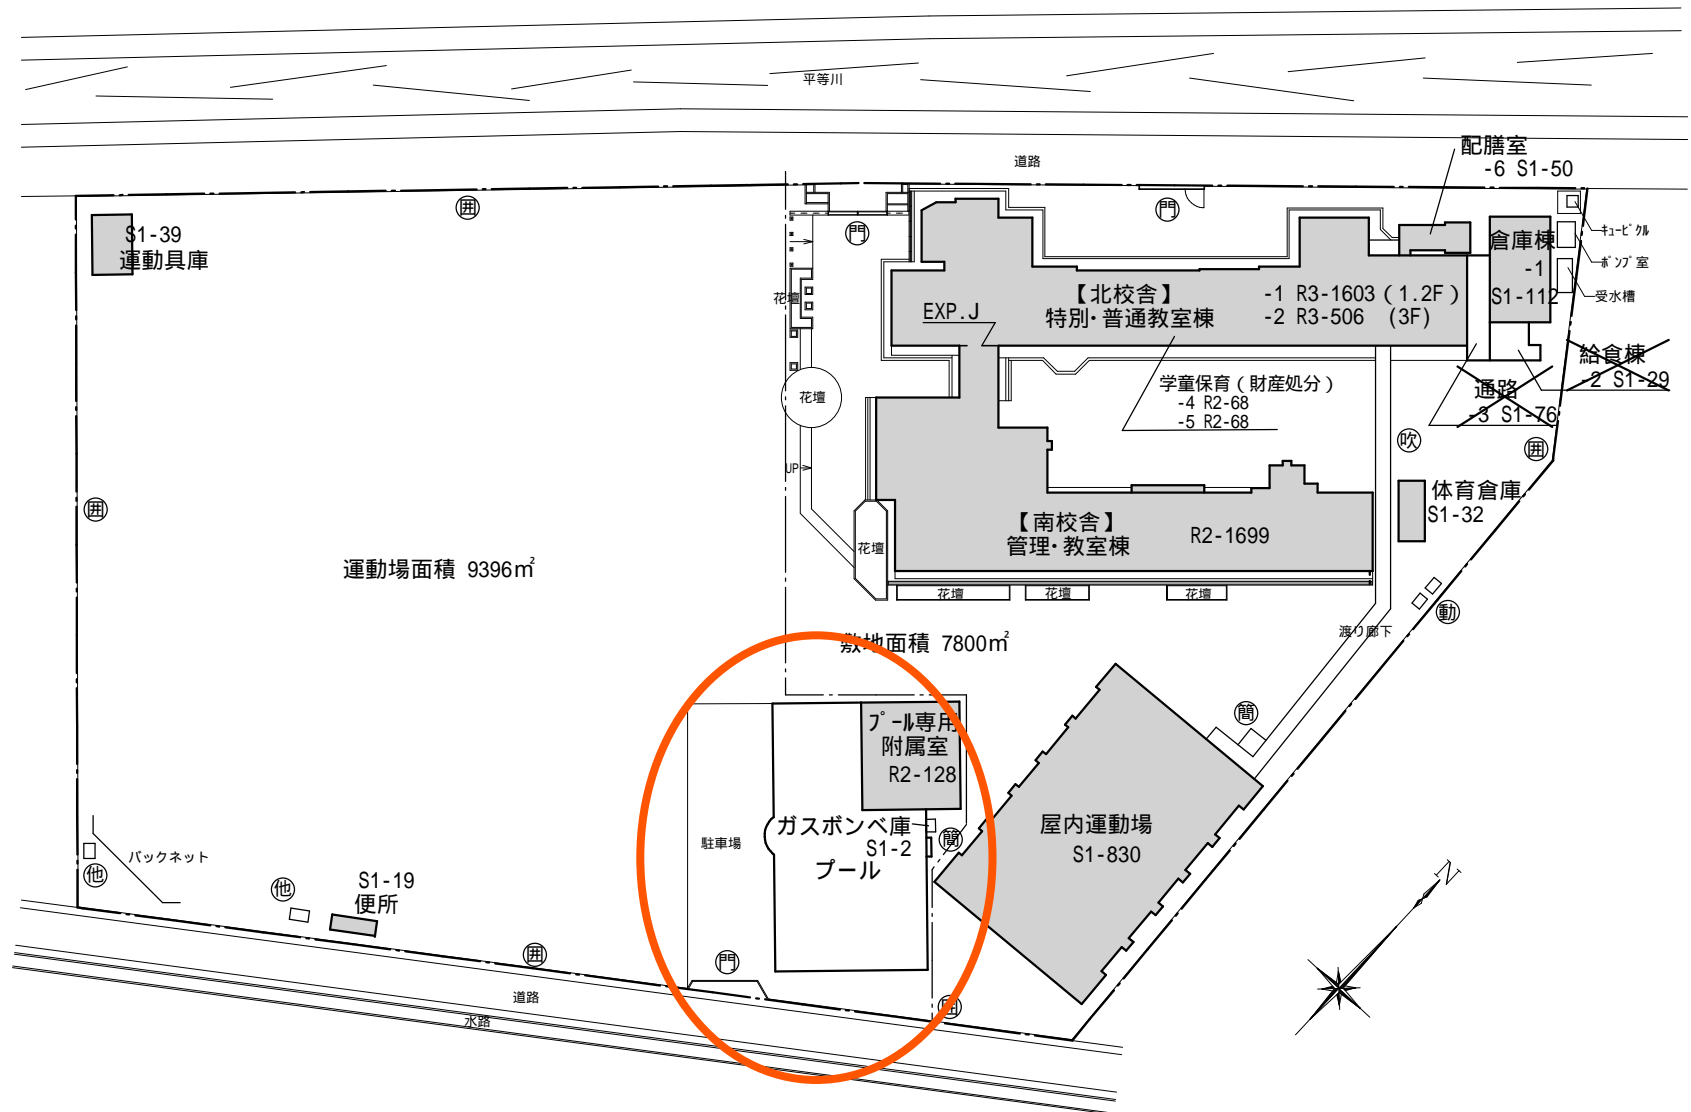 平等川
道路
配膳室
-6 S1-50
囲
門
門
S1-39
運動具庫
キュービクル
ポンプ室
受水槽
倉庫棟
-1
S1-112
花壇
EXP.J
【北校舎】
特別・普通教室棟
-1 R3-1603（1.2F）
-2 R3-506 （3F）
給食棟
-2 S1-29
通路
-3 S1-76
学童保育（財産処分）
-4 R2-68
-5 R2-68
花壇
UP
吹
囲
囲
体育倉庫
S1-32
【南校舎】
管理・教室棟
R2-1699
花壇
運動場面積 9396㎡
花壇
花壇
花壇
動
渡り廊下
敷地面積 7800㎡
簡
プール専用
附属室
R2-128
ガスボンベ庫
S1-2
簡
プール
駐車場
屋内運動場
S1-830
バックネット
他
他
S1-19
便所
N
囲
門
囲
道路
水路